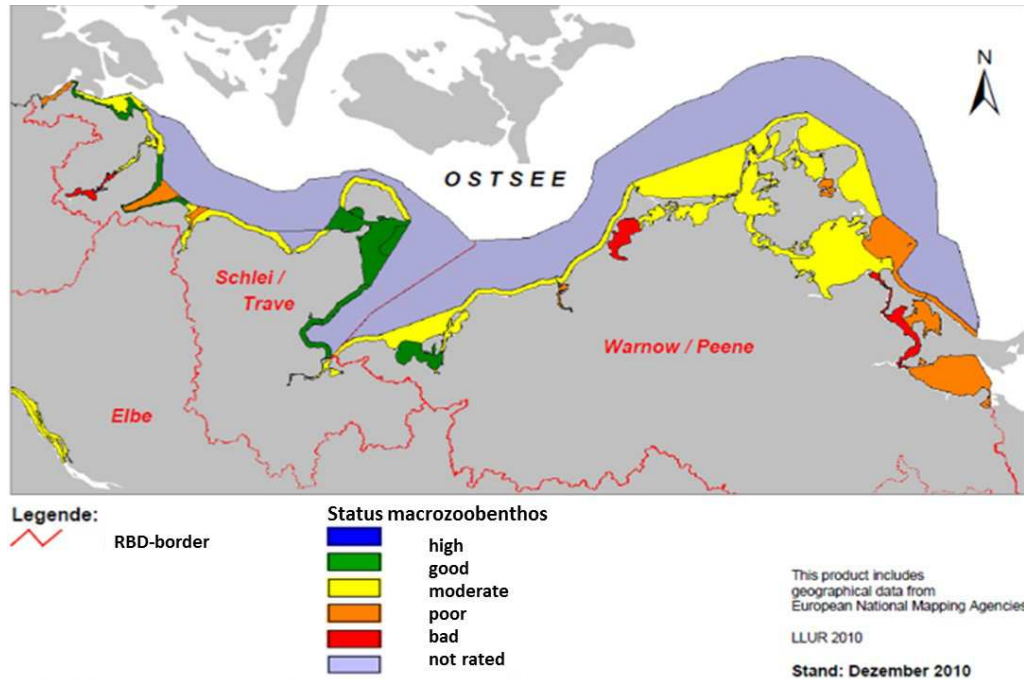 N
OSTSEE
Schlei /
Trave
Warnow / Peene
Elbe
Legende:
RBD-border
Status macrozoobenthos
high
good
moderate
poor
bad
not rated
This product includes
geographical data from
European National Mapping Agencies
LLUR 2010
Stand: Dezember 2010